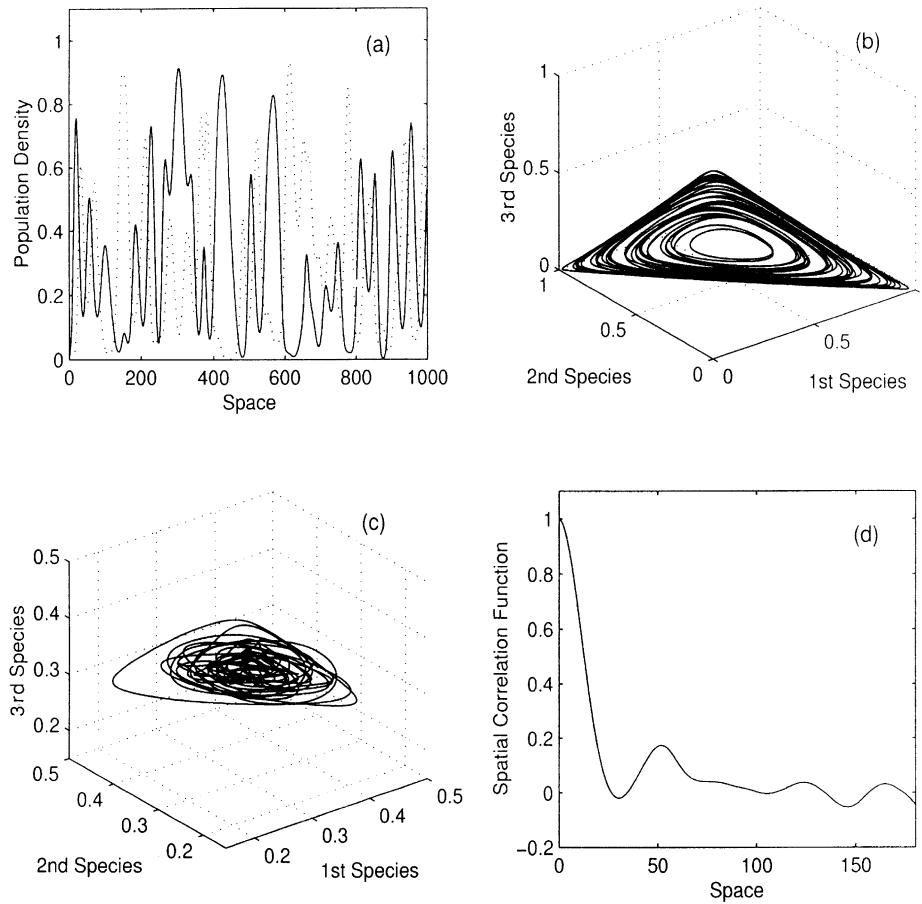 (a)
Population Density
1
0.8
0.6
0.4
0.2
0
0 200 400 600 800 1000
Space
(b)
3rd Species
1
0.5
0
1
0.5
0
2nd Species
0
0.5
1st Species
(c)
3rd Species
0.5
0.4
0.3
0.2
0.5
0.4
0.3
0.2
2nd Species
0.2
0.3
0.4
0.5
1st Species
(d)
Spatial Correlation Function
1
0.8
0.6
0.4
0.2
0
−0.2
0 50 100 150
Space